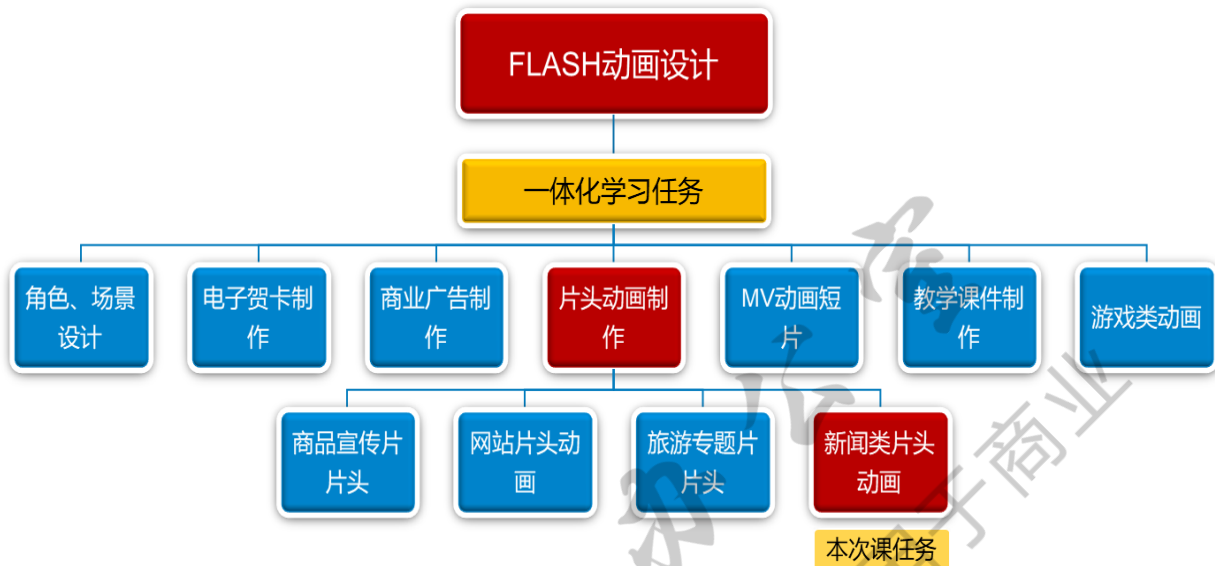 FLASH动画设计
一体化学习任务
角色、场景
设计
电子贺卡制
作
商业广告制
作
片头动画制
作
MV动画短
片
教学课件制
作
游戏类动画
商品宣传片
片头
网站片头动
画
旅游专题片
片头
新闻类片头
动画
本次课任务